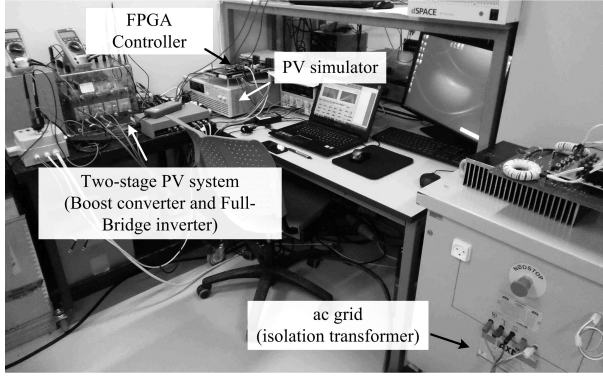 FPGA
Controller
dSPACE
PV simulator
Two-stage PV system
(Boost converter and Full-
Bridge inverter)
NØDSTOP
ac grid
(isolation transformer)